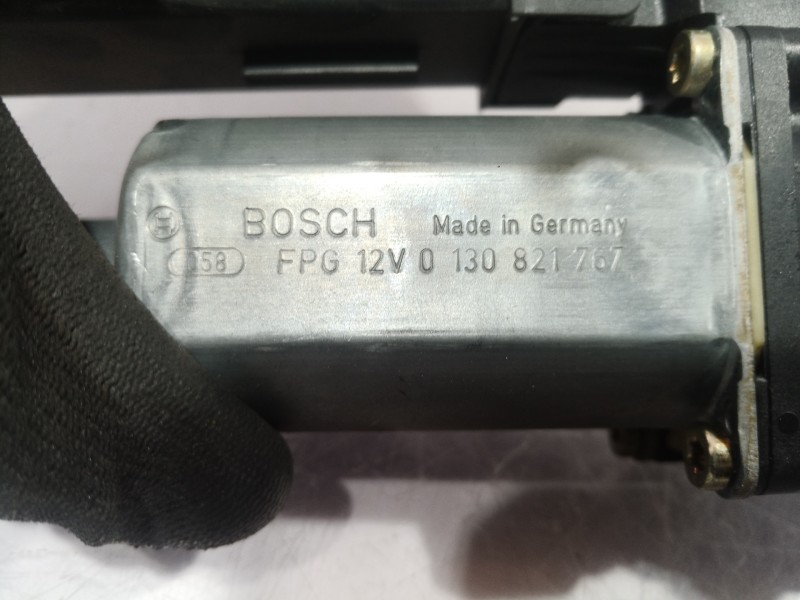 BOSCH Made in Germany
58 FPG 12V 0 130 821 767